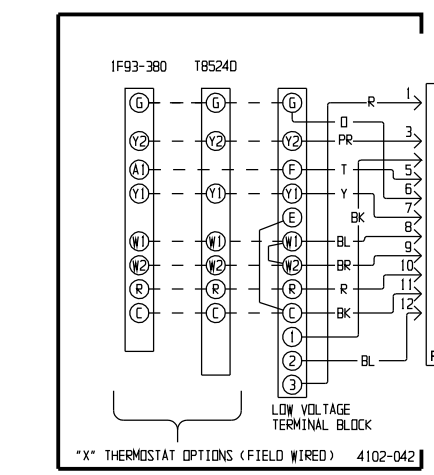 1F93-380 T8524D
G G G R 1
O
Y2 Y2 Y2 PR 3
A1 F T 5
Y1 Y1 Y1 Y 6
E BK 7
W1 W1 W1 BL 8
W2 W2 W2 BR 9
R R R R 10
C C C BK 11
12
1
2 BL
3
LOW VOLTAGE
TERMINAL BLOCK
"X" THERMOSTAT OPTIONS (FIELD WIRED) 4102-042